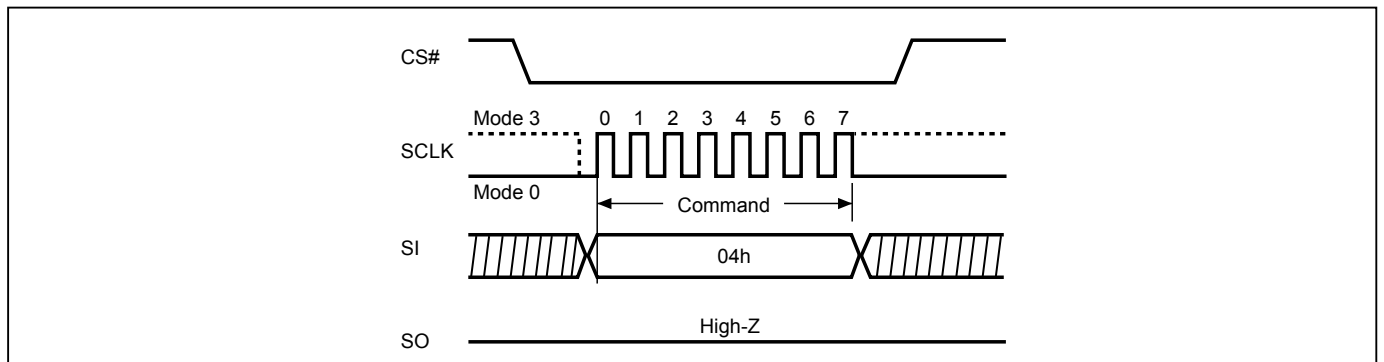 CS#
Mode 3 0 1 2 3 4 5 6 7
SCLK
Mode 0
Command
SI 04h
High-Z
SO